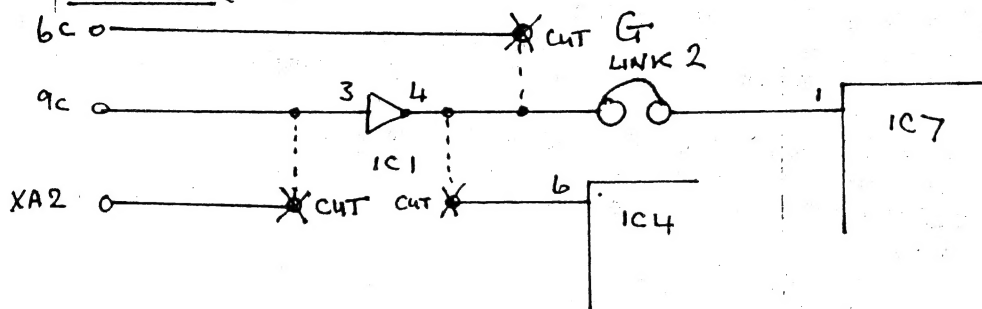 6C CUT G
LINK 2
9C 3 4 1
IC7
IC1
XA2 CUT CUT 6
IC4